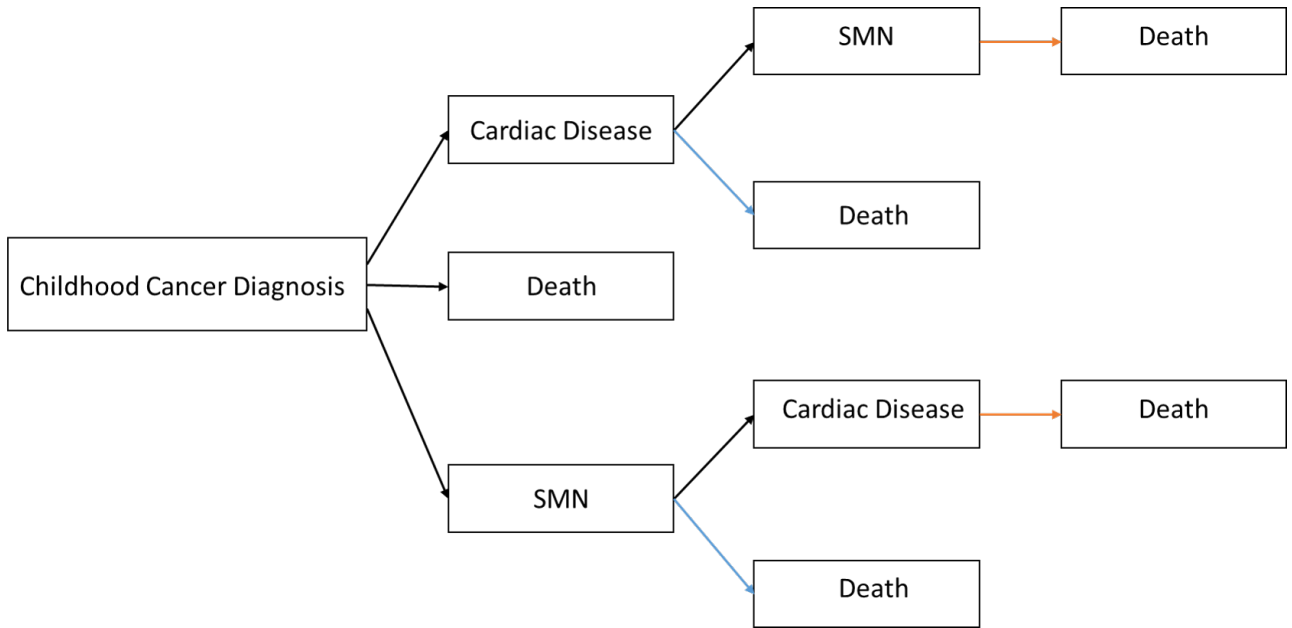 SMN
Death
Cardiac Disease
Death
Childhood Cancer Diagnosis
Death
Cardiac Disease
Death
SMN
Death